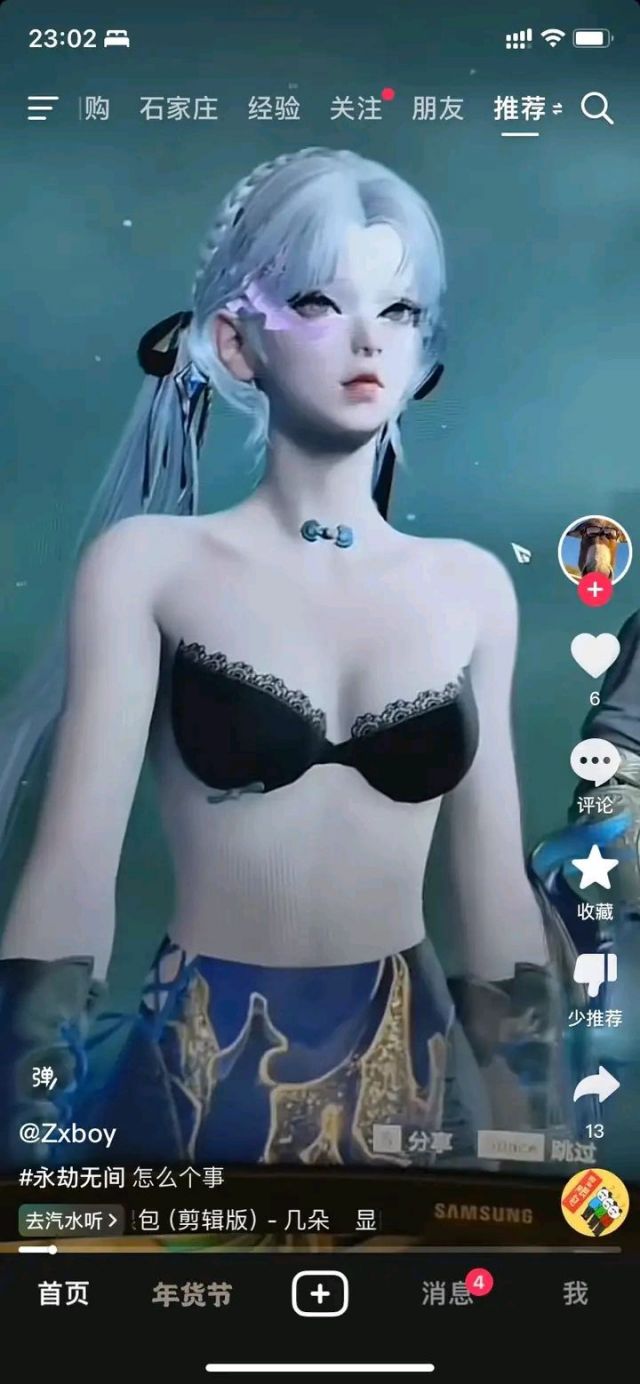 23:02
购 石家庄 经验 关注 朋友 推荐
6
评论
收藏
少推荐
13
弹
@Zxboy
分享 跳过
#永劫无间 怎么个事
去汽水听 包 (剪辑版) - 几朵 显
SAMSUNG
首页 年货节 消息 4 我